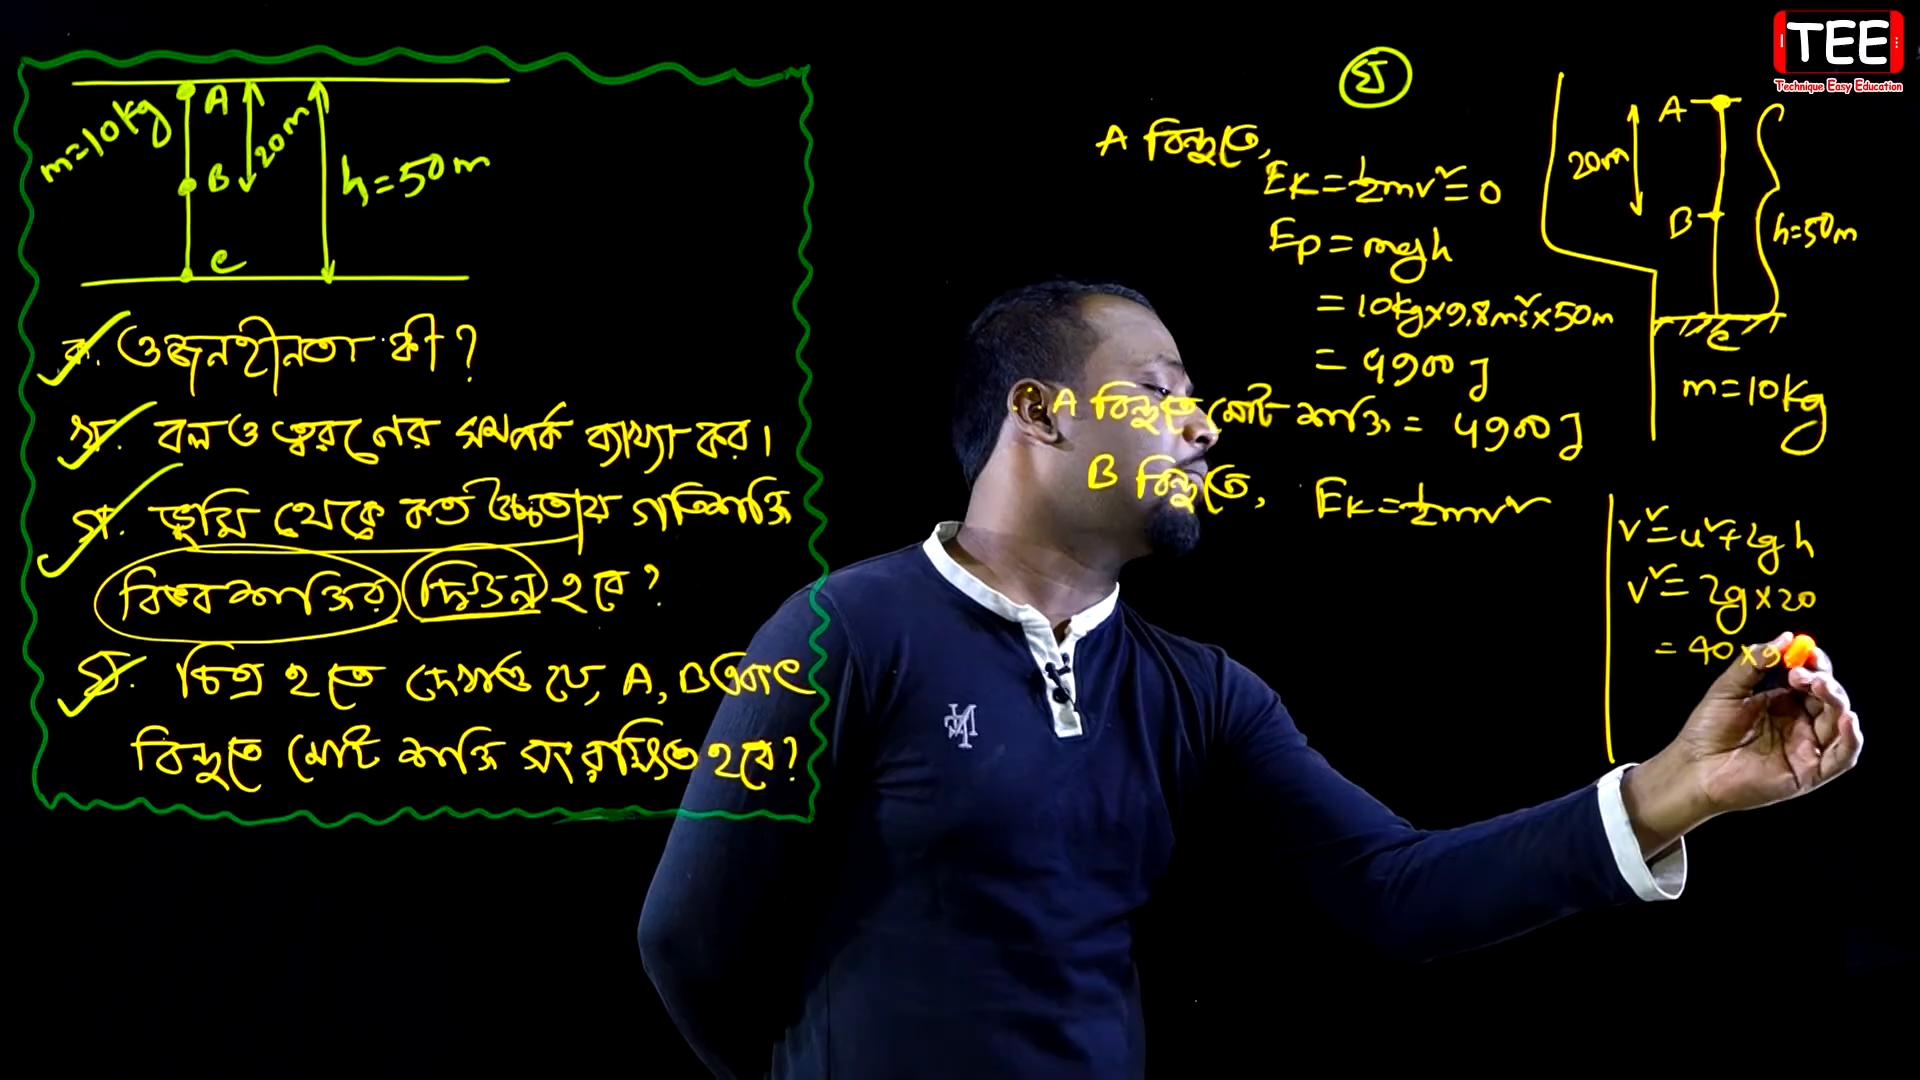 TEE
Technique Easy Education
m=10kg
A
20m
B
h=50m
C
ক. ওজনহীনতা কী?
খ. বল ও ত্বরণের সম্পর্ক ব্যাখ্যা কর।
গ. ভূমি থেকে কত উচ্চতায় গতিশক্তি
বিভবশক্তির দ্বিগুন হবে?
ঘ. চিত্র হতে দেখাও যে, A, B এবং C
বিন্দুতে মোট শক্তি সংরক্ষিত হবে?
ঘ
A বিন্দুতে,
Ek = ½mv² = 0
Ep = mgh
= 10kg×9.8ms²×50m
= 4900 J
∴ A বিন্দুতে মোট শক্তি = 4900 J
B বিন্দুতে, Ek = ½mv²
A
20m
B
h=50m
C
m=10kg
v² = u²+2gh
v² = 2g×20
= 40×9